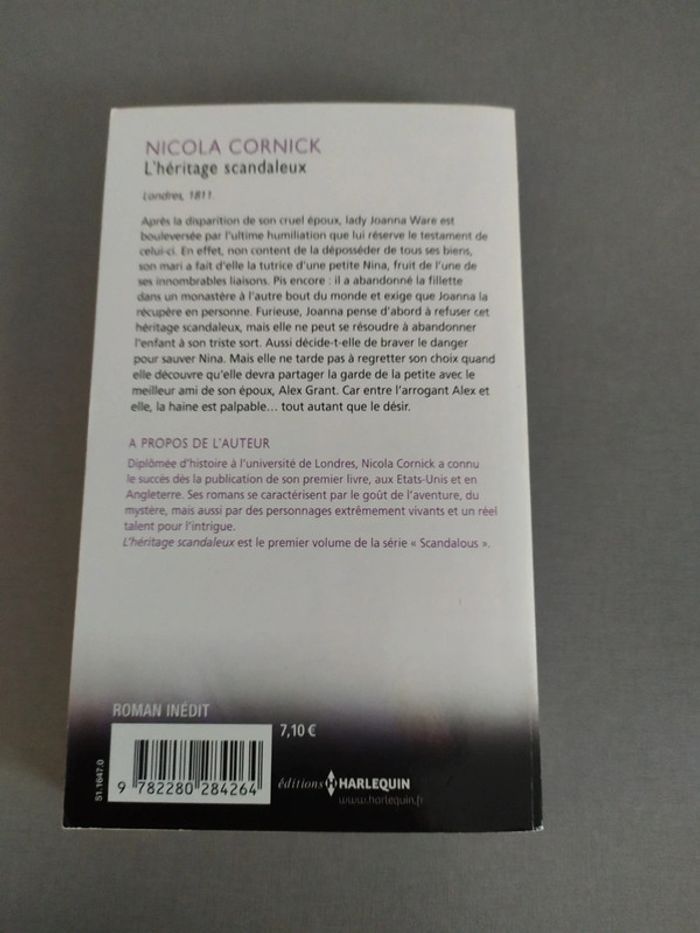 NICOLA CORNICK
L'héritage scandaleux
Londres, 1811
Après la disparition de son cruel époux, lady Joanna Ware est
bouleversée par l'ultime humiliation que lui réserve le testament de
celui-ci. En effet, non content de la déposséder de tous ses biens,
son mari a fait d'elle la tutrice d'une petite Nina, fruit de l'une de
ses innombrables liaisons. Pis encore : il a abandonné la fillette
dans un monastère à l'autre bout du monde et exige que Joanna la
récupère en personne. Furieuse, Joanna pense d'abord à refuser cet
héritage scandaleux, mais elle ne peut se résoudre à abandonner
l'enfant à son triste sort. Aussi décide-t-elle de braver le danger
pour sauver Nina. Mais elle ne tarde pas à regretter son choix quand
elle découvre qu'elle devra partager la garde de la petite avec le
meilleur ami de son époux, Alex Grant. Car entre l'arrogant Alex et
elle, la haine est palpable… tout autant que le désir.
A PROPOS DE L'AUTEUR
Diplômée d'histoire à l'université de Londres, Nicola Cornick a connu
le succès dès la publication de son premier livre, aux Etats-Unis et en
Angleterre. Ses romans se caractérisent par le goût de l'aventure, du
mystère, mais aussi par des personnages extrêmement vivants et un réel
talent pour l'intrigue.
L'héritage scandaleux est le premier volume de la série « Scandalous ».
ROMAN INÉDIT
7,10 €
51.1647.0
9 782280 284264
éditions H HARLEQUIN
www.harlequin.fr